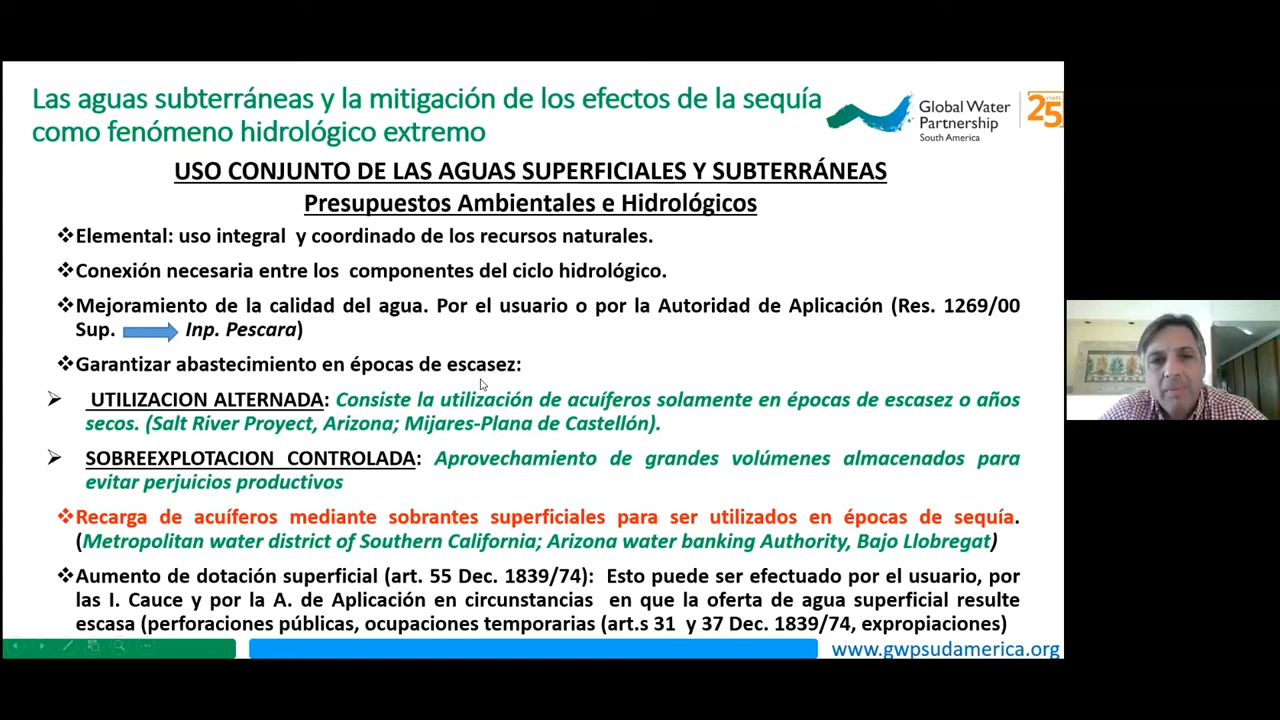 Las aguas subterráneas y la mitigación de los efectos de la sequía
como fenómeno hidrológico extremo
Global Water
Partnership
South America
25
YEARS
USO CONJUNTO DE LAS AGUAS SUPERFICIALES Y SUBTERRÁNEAS
Presupuestos Ambientales e Hidrológicos
❖Elemental: uso integral y coordinado de los recursos naturales.
❖Conexión necesaria entre los componentes del ciclo hidrológico.
❖Mejoramiento de la calidad del agua. Por el usuario o por la Autoridad de Aplicación (Res. 1269/00
Sup. Inp. Pescara)
❖Garantizar abastecimiento en épocas de escasez:
➢ UTILIZACION ALTERNADA: Consiste la utilización de acuíferos solamente en épocas de escasez o años
secos. (Salt River Proyect, Arizona; Mijares-Plana de Castellón).
➢ SOBREEXPLOTACION CONTROLADA: Aprovechamiento de grandes volúmenes almacenados para
evitar perjuicios productivos
❖Recarga de acuíferos mediante sobrantes superficiales para ser utilizados en épocas de sequía.
(Metropolitan water district of Southern California; Arizona water banking Authority, Bajo Llobregat)
❖Aumento de dotación superficial (art. 55 Dec. 1839/74): Esto puede ser efectuado por el usuario, por
las I. Cauce y por la A. de Aplicación en circunstancias en que la oferta de agua superficial resulte
escasa (perforaciones públicas, ocupaciones temporarias (art.s 31 y 37 Dec. 1839/74, expropiaciones)
www.gwpsudamerica.org